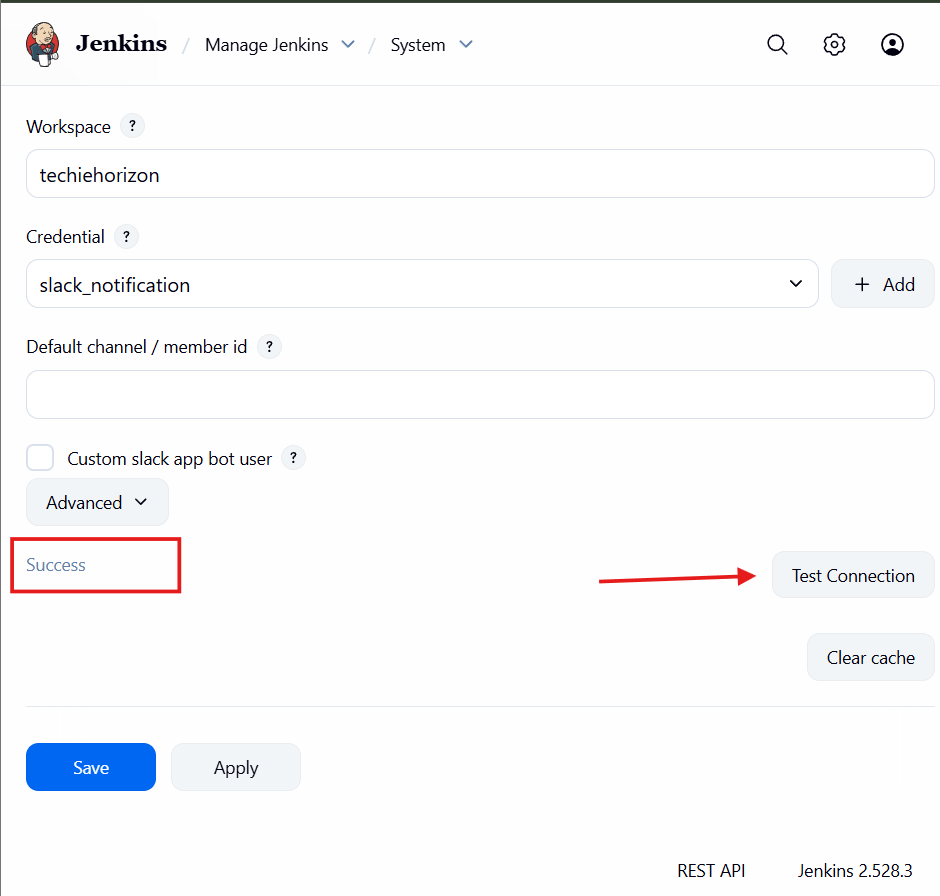 Jenkins / Manage Jenkins / System
Workspace ?
techiehorizon
Credential ?
slack_notification
+ Add
Default channel / member id ?
Custom slack app bot user ?
Advanced
Success
Test Connection
Clear cache
Save
Apply
REST API
Jenkins 2.528.3